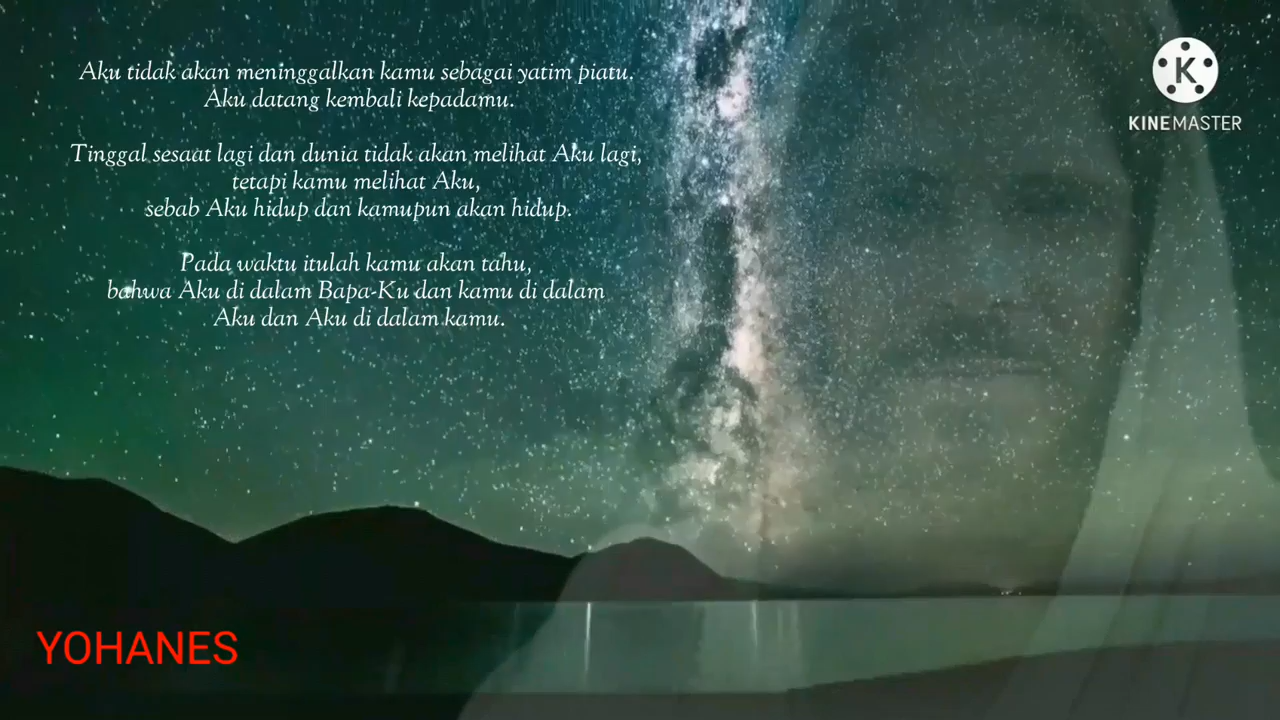 Aku tidak akan meninggalkan kamu sebagai yatim piatu.
Aku datang kembali kepadamu.
Tinggal sesaat lagi dan dunia tidak akan melihat Aku lagi,
tetapi kamu melihat Aku,
sebab Aku hidup dan kamupun akan hidup.
Pada waktu itulah kamu akan tahu,
bahwa Aku di dalam Bapa-Ku dan kamu di dalam
Aku dan Aku di dalam kamu.
K
KINEMASTER
YOHANES